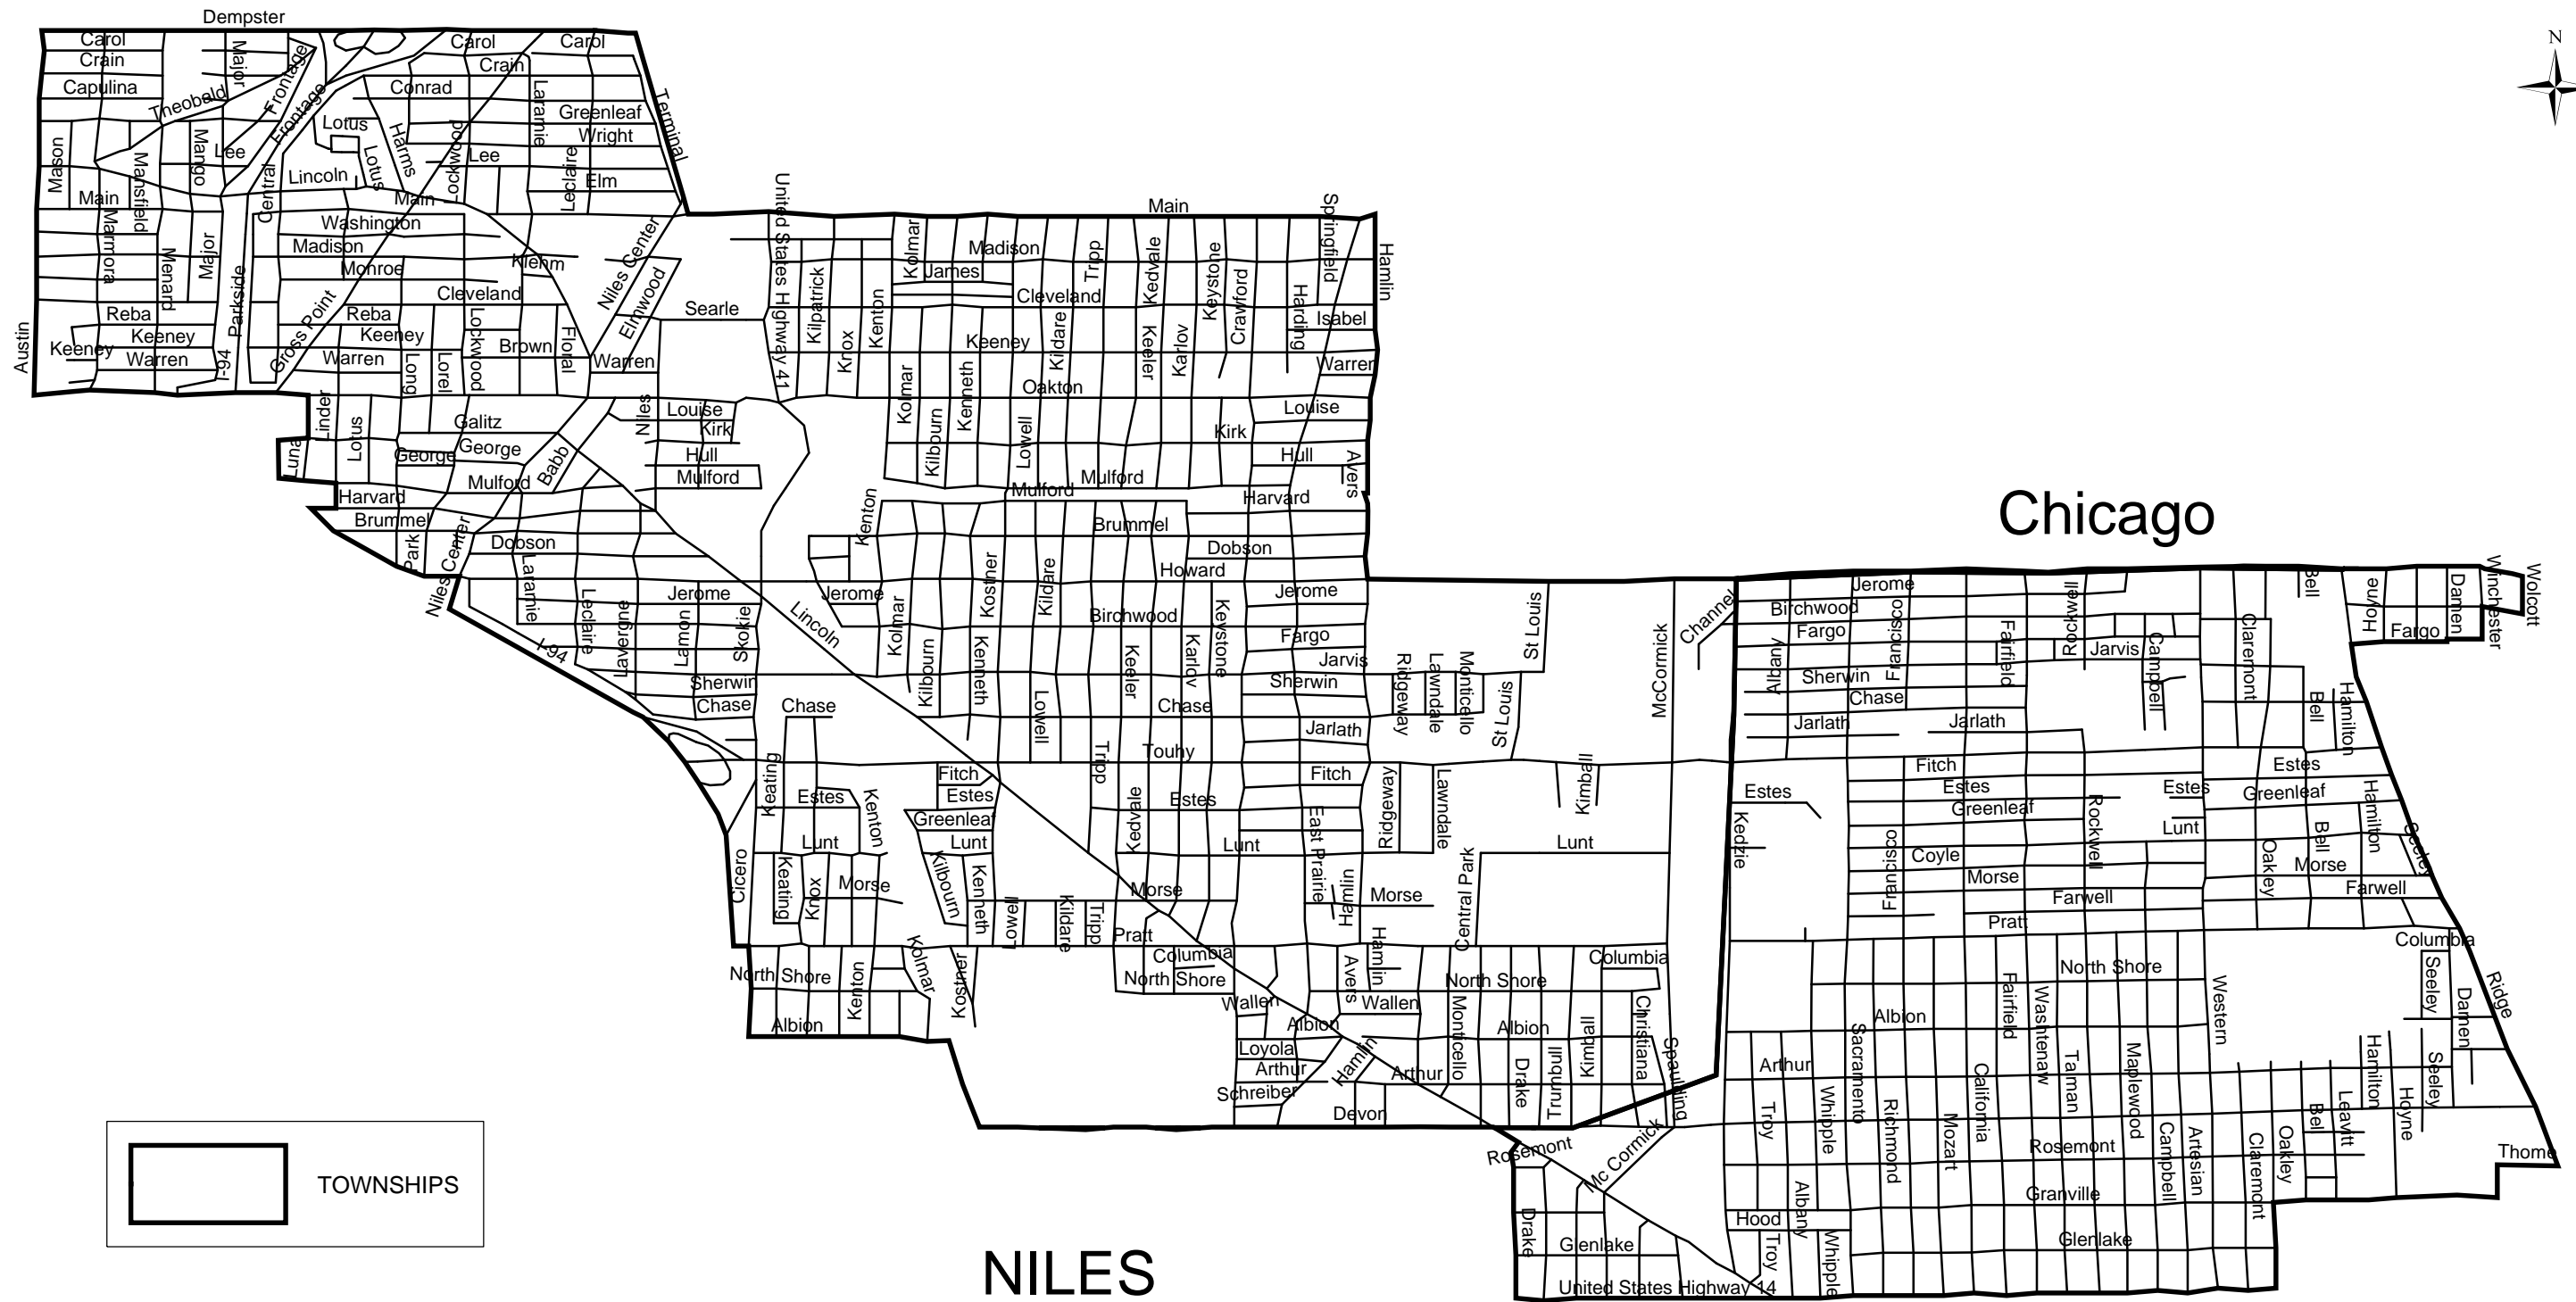 Dempster
Carol
Major
Frontage
Carol
Carol
N
Crain
Crain
Capulina
Theobald
Conrad
Laramie
Terminal
Frontage
Greenleaf
Lotus
Wright
Mason
Mansfield
Mango
Lee
Harms
Lockwood
Lee
Leclaire
Lotus
Lincoln
Elm
Central
Main
Main
United States Highway 41
Main
Springfield
Marmora
Washington
Niles Center
Hamlin
Menard
Major
Madison
Kolmar
Madison
Tripp
Kedvale
Keystone
Monroe
Klehm
James
Parkside
Cleveland
Elmwood
Kilpatrick
Kenton
Cleveland
Crawford
Harding
Reba
Gross Point
Reba
Lockwood
Searle
Isabel
Austin
Keeney
Keeney
Keeney
Floral
Knox
Keeney
Kildare
Keeler
Karlov
Warren
I-94
Warren
Long
Lorel
Brown
Warren
Warren
Oakton
Linder
Lotus
Galitz
Niles
Louise
Kolmar
Kenneth
Louise
Kirk
Kilbourn
Lowell
Kirk
Luna
George
George
Babb
Hull
Hull
Avers
Mulford
Mulford
Mulford
Mulford
Harvard
Harvard
Chicago
Brummel
Kenton
Brummel
Park
Niles Center
Dobson
Dobson
Laramie
Kostner
Kildare
Howard
Leclaire
Jerome
Jerome
Jerome
Jerome
Rockwell
Bell
Hoyne
Damen
Winchester
Wolcott
Lavergne
Lamon
Skokie
Lincoln
Kolmar
Birchwood
Keystone
St Louis
Channel
Birchwood
Francisco
Fairfield
I-94
Kilbourn
Kenneth
Keeler
Karlov
Fargo
McCormick
Fargo
Claremont
Fargo
Jarvis
Ridgeway
Lawndale
Monticello
Albany
Jarvis
Campbell
Sherwin
Sherwin
Sherwin
Chase
Chase
Lowell
Chase
St Louis
Chase
Bell
Hamilton
Jarlath
Jarlath
Jarlath
Keating
Tripp
Touhy
Fitch
Fitch
Kimball
Fitch
Estes
Estes
Kenton
Estes
Kedvale
Estes
Ridgeway
Lawndale
Estes
Estes
Estes
Greenleaf
Hamilton
Greenleaf
East Prairie
Kedzie
Greenleaf
Rockwell
Lunt
Seeley
Lunt
Lunt
Lunt
Lunt
Bell
Cicero
Keating
Knox
Kilbourn
Coyle
Oakley
Morse
Morse
Kenneth
Morse
Hamlin
Morse
Central Park
Francisco
Morse
Farwell
Farwell
Lowell
Kildare
Tripp
Pratt
Pratt
Kolmar
Kostner
Columbia
Hamlin
Columbia
Columbia
North Shore
Kenton
North Shore
Avers
North Shore
North Shore
Seeley
Ridge
Wallen
Wallen
Monticello
Christiana
Fairfield
Washtenaw
Western
Damen
Albion
Albion
Albion
Kimball
Sacramento
Albion
Loyola
Hamlin
Spaulding
Arthur
Arthur
Drake
Trumbull
Arthur
California
Talman
Maplewood
Hamilton
Seeley
Schreiber
Devon
Troy
Whipple
Richmond
Mozart
Bell
Leavitt
Hoyne
Rosemont
Mc Cormick
Rosemont
Campbell
Artesian
Claremont
Oakley
Thome
TOWNSHIPS
Drake
Albany
Granville
Hood
Glenlake
Troy
Whipple
Glenlake
NILES
United States Highway 14